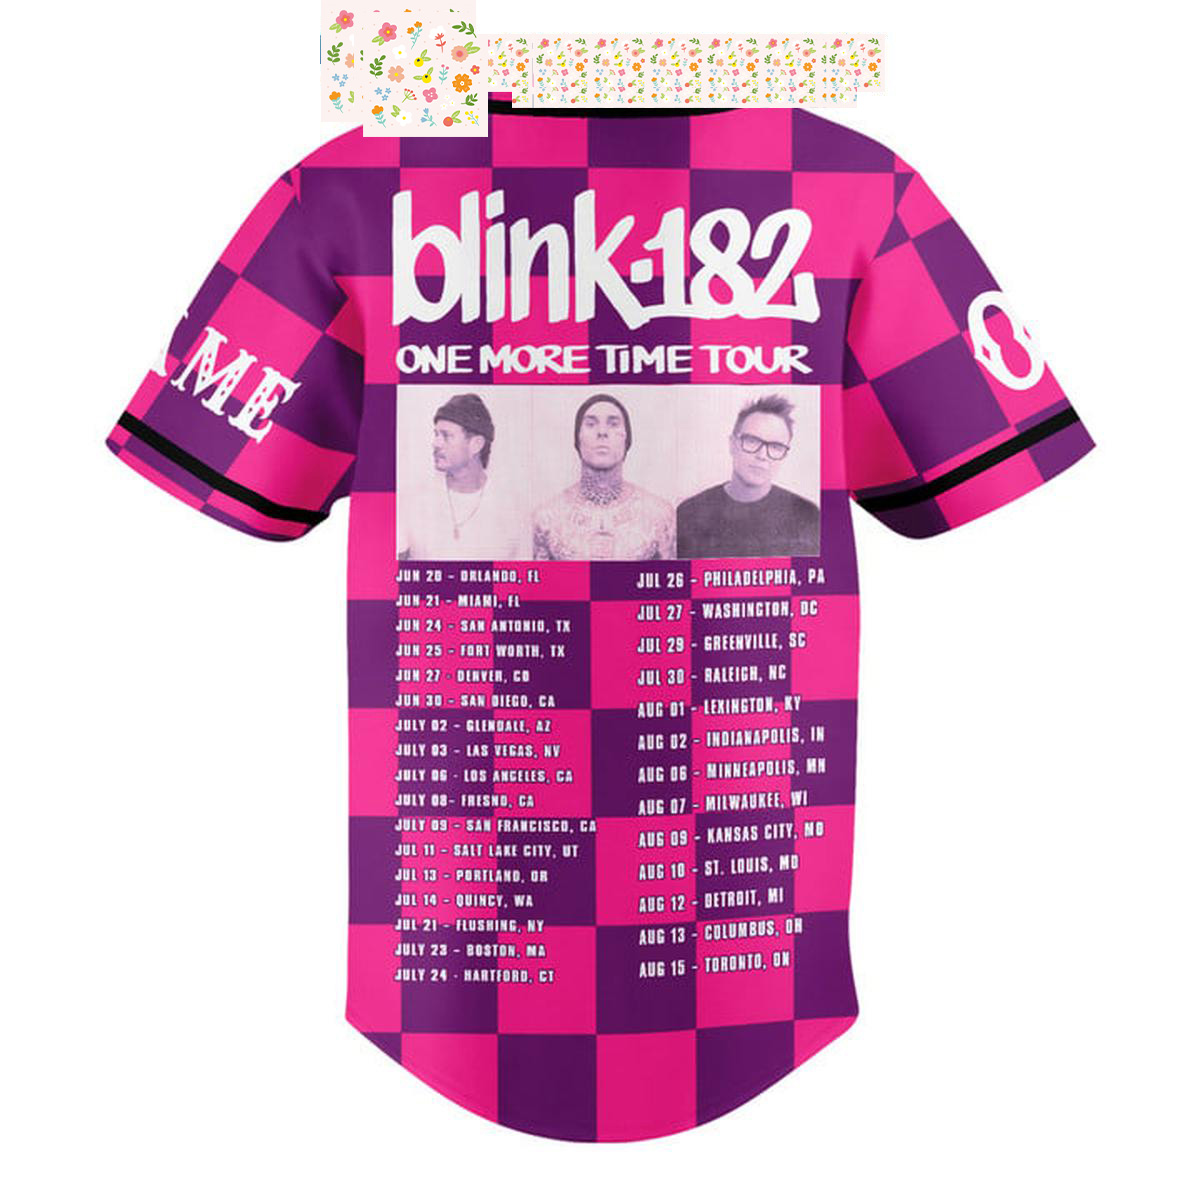 blink-182
ONE MORE TIME TOUR
ME
JUN 20 - ORLANDO, FL
JUN 21 - MIAMI, FL
JUN 24 - SAN ANTONIO, TX
JUN 25 - FORT WORTH, TX
JUN 27 - DENVER, CO
JUN 30 - SAN DIEGO, CA
JULY 02 - GLENDALE, AZ
JULY 03 - LAS VEGAS, NV
JULY 06 - LOS ANGELES, CA
JULY 08- FRESNO, CA
JULY 09 - SAN FRANCISCO, CA
JUL 11 - SALT LAKE CITY, UT
JUL 13 - PORTLAND, OR
JUL 14 - QUINCY, WA
JUL 21 - FLUSHING, NY
JULY 23 - BOSTON, MA
JULY 24 - HARTFORD, CT
JUL 26 - PHILADELPHIA, PA
JUL 27 - WASHINGTON, DC
JUL 29 - GREENVILLE, SC
JUL 30 - RALEIGH, NC
AUG 01 - LEXINGTON, KY
AUG 02 - INDIANAPOLIS, IN
AUG 06 - MINNEAPOLIS, MN
AUG 07 - MILWAUKEE, WI
AUG 09 - KANSAS CITY, MO
AUG 10 - ST. LOUIS, MO
AUG 12 - DETROIT, MI
AUG 13 - COLUMBUS, OH
AUG 15 - TORONTO, ON